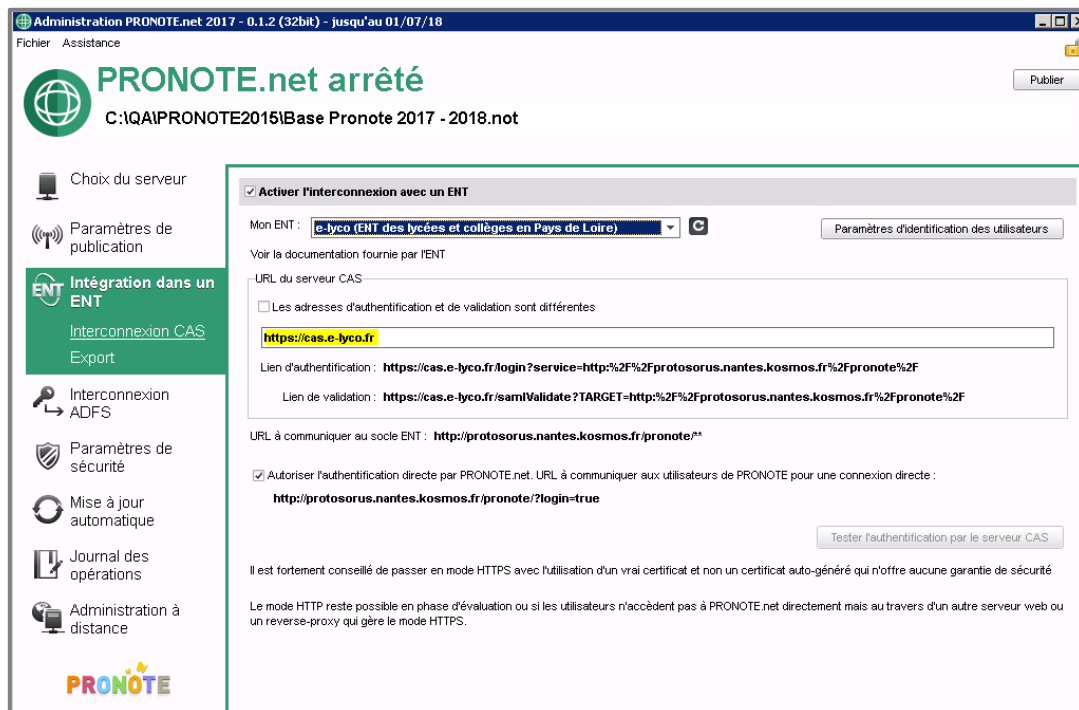 Administration PRONOTE.net 2017 - 0.1.2 (32bit) - jusqu'au 01/07/18
Fichier Assistance
PRONOTE.net arrêté
Publier
C:\QA\PRONOTE2015\Base Pronote 2017 - 2018.not
Choix du serveur
Paramètres de
publication
ENT
Intégration dans un
ENT
Interconnexion CAS
Export
Interconnexion
ADFS
Paramètres de
sécurité
Mise à jour
automatique
Journal des
opérations
Administration à
distance
PRONOTE
Activer l'interconnexion avec un ENT
Mon ENT : e-lyco (ENT des lycées et collèges en Pays de Loire) Paramètres d'identification des utilisateurs
Voir la documentation fournie par l'ENT
URL du serveur CAS
Les adresses d'authentification et de validation sont différentes
https://cas.e-lyco.fr
Lien d'authentification : https://cas.e-lyco.fr/login?service=http:%2F%2Fprotosorus.nantes.kosmos.fr%2Fpronote%2F
Lien de validation : https://cas.e-lyco.fr/samlValidate?TARGET=http:%2F%2Fprotosorus.nantes.kosmos.fr%2Fpronote%2F
URL à communiquer au socle ENT : http://protosorus.nantes.kosmos.fr/pronote/**
Autoriser l'authentification directe par PRONOTE.net. URL à communiquer aux utilisateurs de PRONOTE pour une connexion directe :
http://protosorus.nantes.kosmos.fr/pronote/?login=true
Tester l'authentification par le serveur CAS
Il est fortement conseillé de passer en mode HTTPS avec l'utilisation d'un vrai certificat et non un certificat auto-généré qui n'offre aucune garantie de sécurité
Le mode HTTP reste possible en phase d'évaluation ou si les utilisateurs n'accèdent pas à PRONOTE.net directement mais au travers d'un autre serveur web ou
un reverse-proxy qui gère le mode HTTPS.